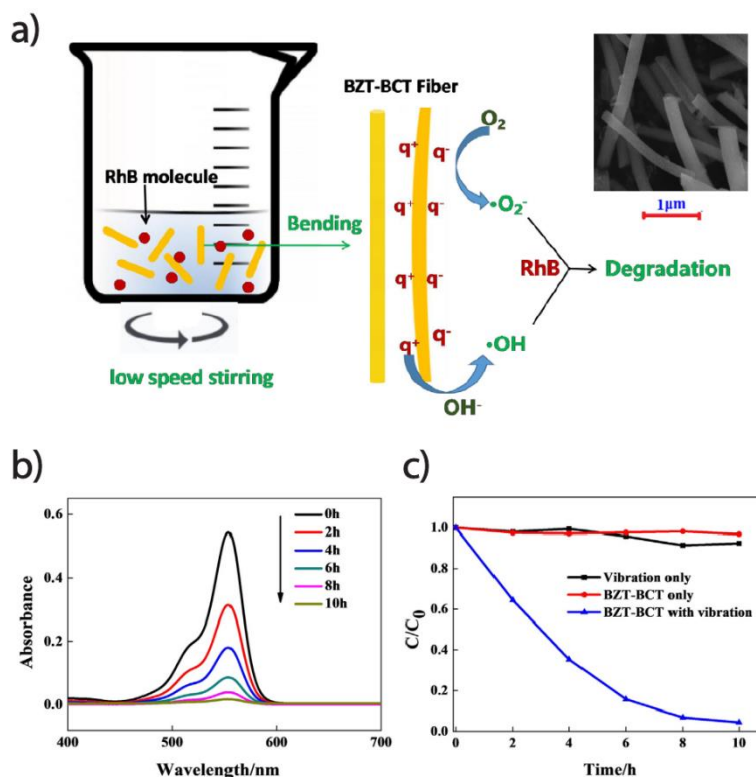 a)
BZT-BCT Fiber
RhB molecule
Bending
low speed stirring
q⁺ q⁻
q⁺ q⁻
q⁺ q⁻
q⁺ q⁻
O₂
•O₂⁻
RhB
Degradation
•OH
OH⁻
1μm
b)
Absorbance
0.6
0.4
0.2
0.0
0h
2h
4h
6h
8h
10h
400 500 600 700
Wavelength/nm
c)
C/C₀
1.0
0.8
0.6
0.4
0.2
0.0
Vibration only
BZT-BCT only
BZT-BCT with vibration
0 2 4 6 8 10
Time/h